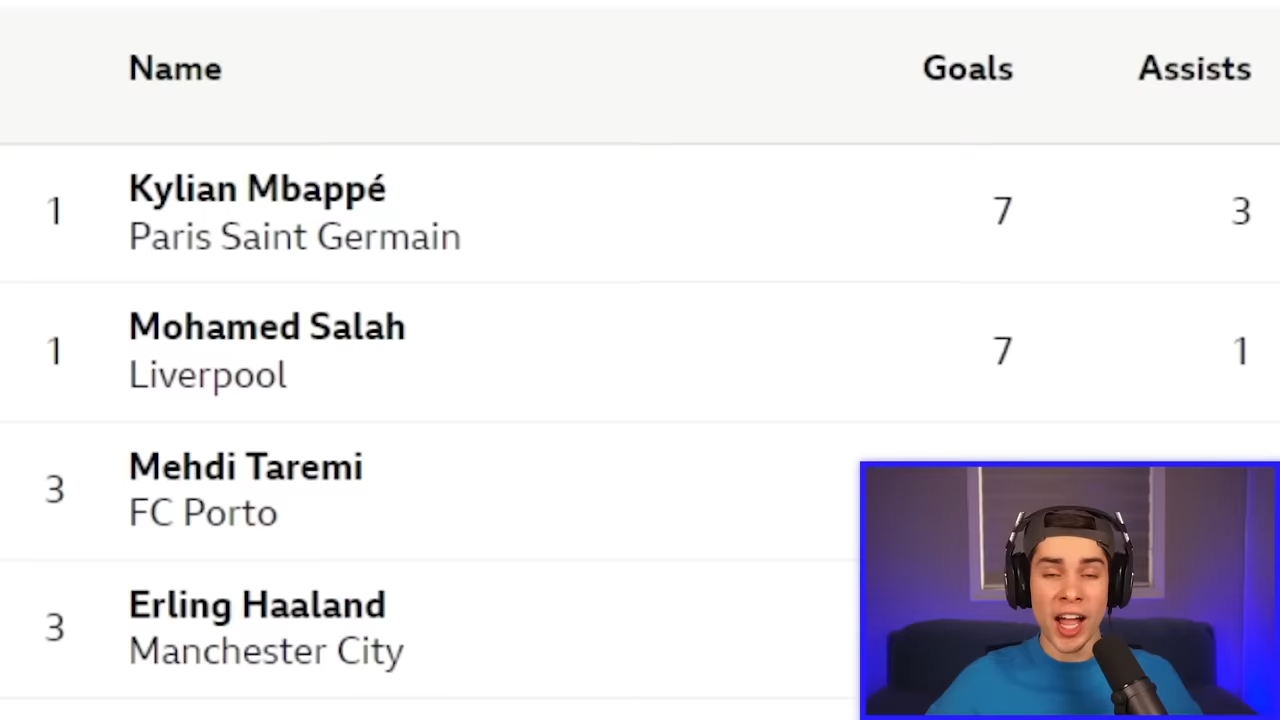 Name Goals Assists
1 Kylian Mbappé 7 3
Paris Saint Germain
1 Mohamed Salah 7 1
Liverpool
3 Mehdi Taremi
FC Porto
3 Erling Haaland
Manchester City